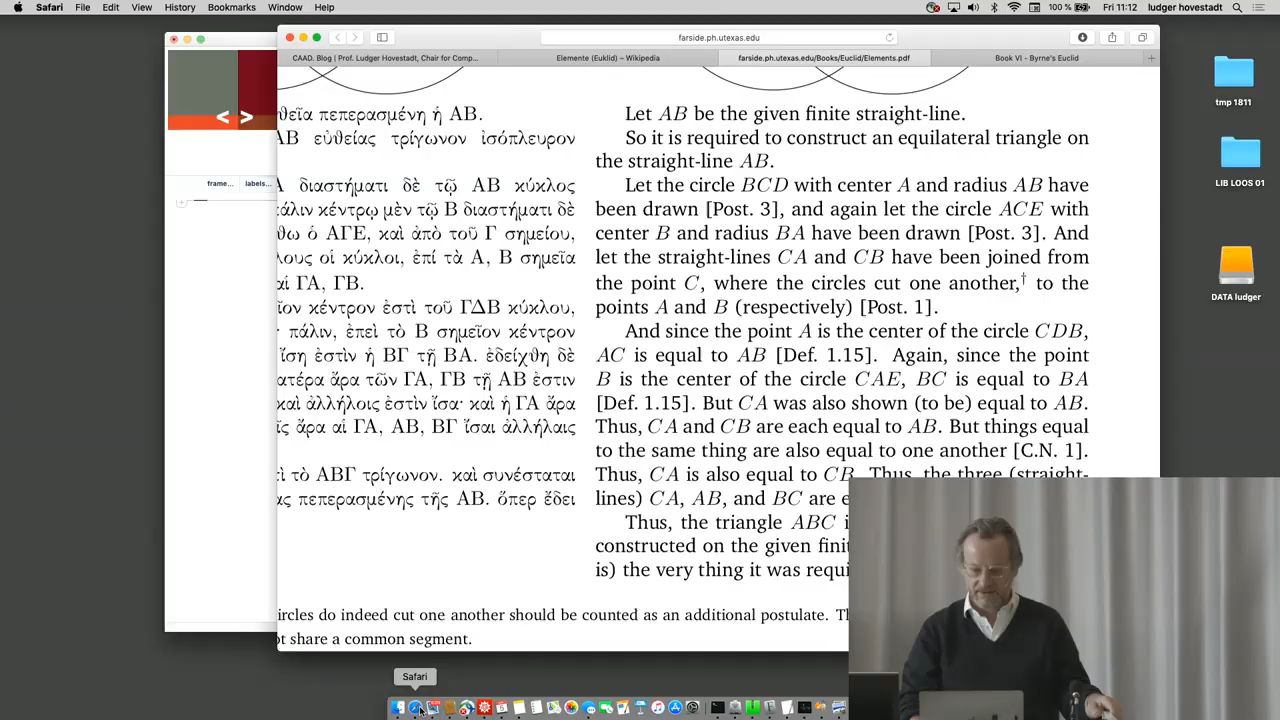 Safari File Edit View History Bookmarks Window Help
100 % Fri 11:12 ludger hovestadt
farside.ph.utexas.edu
CAAD. Blog | Prof. Ludger Hovestadt, Chair for Comp...
Elemente (Euklid) – Wikipedia
farside.ph.utexas.edu/Books/Euclid/Elements.pdf
Book VI - Byrne's Euclid
< >
frame... labels...
θεῖα πεπερασμένη ἡ ΑΒ.
ΑΒ εὐθείας τρίγωνον ἰσόπλευρον
διαστήματι δὲ τῷ ΑΒ κύκλος
πάλιν κέντρῳ μὲν τῷ Β διαστήματι δὲ
θω ὁ ΑΓΕ, καὶ ἀπὸ τοῦ Γ σημείου,
λους οἱ κύκλοι, ἐπί τὰ Α, Β σημεῖα
αἱ ΓΑ, ΓΒ.
ῖον κέντρον ἐστὶ τοῦ ΓΔΒ κύκλου,
πάλιν, ἐπεὶ τὸ Β σημεῖον κέντρον
ἴση ἐστὶν ἡ ΒΓ τῇ ΒΑ. ἐδείχθη δὲ
ατέρα ἄρα τῶν ΓΑ, ΓΒ τῇ ΑΒ ἐστιν
καὶ ἀλλήλοις ἐστὶν ἴσα· καὶ ἡ ΓΑ ἄρα
ῖς ἄρα αἱ ΓΑ, ΑΒ, ΒΓ ἴσαι ἀλλήλαις
τὸ ΑΒΓ τρίγωνον. καὶ συνέσταται
ας πεπερασμένης τῆς ΑΒ. ὅπερ ἔδει
Let AB be the given finite straight-line.
So it is required to construct an equilateral triangle on
the straight-line AB.
Let the circle BCD with center A and radius AB have
been drawn [Post. 3], and again let the circle ACE with
center B and radius BA have been drawn [Post. 3]. And
let the straight-lines CA and CB have been joined from
the point C, where the circles cut one another,† to the
points A and B (respectively) [Post. 1].
And since the point A is the center of the circle CDB,
AC is equal to AB [Def. 1.15]. Again, since the point
B is the center of the circle CAE, BC is equal to BA
[Def. 1.15]. But CA was also shown (to be) equal to AB.
Thus, CA and CB are each equal to AB. But things equal
to the same thing are also equal to one another [C.N. 1].
Thus, CA is also equal to CB. Thus, the three (straight-
lines) CA, AB, and BC are e
Thus, the triangle ABC i
constructed on the given finit
is) the very thing it was requi
ircles do indeed cut one another should be counted as an additional postulate. Th
ot share a common segment.
Safari
tmp 1811
LIB LOOS 01
DATA ludger